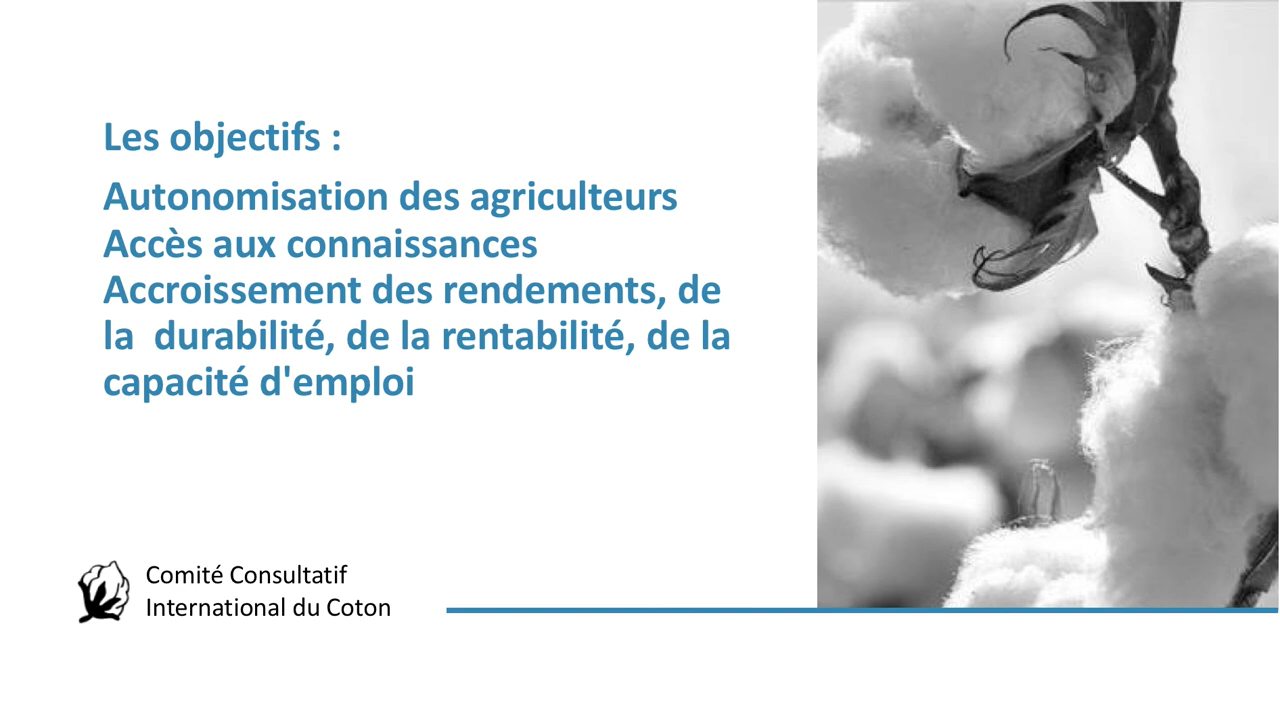 Les objectifs :
Autonomisation des agriculteurs
Accès aux connaissances
Accroissement des rendements, de
la  durabilité, de la rentabilité, de la
capacité d'emploi
Comité Consultatif
International du Coton